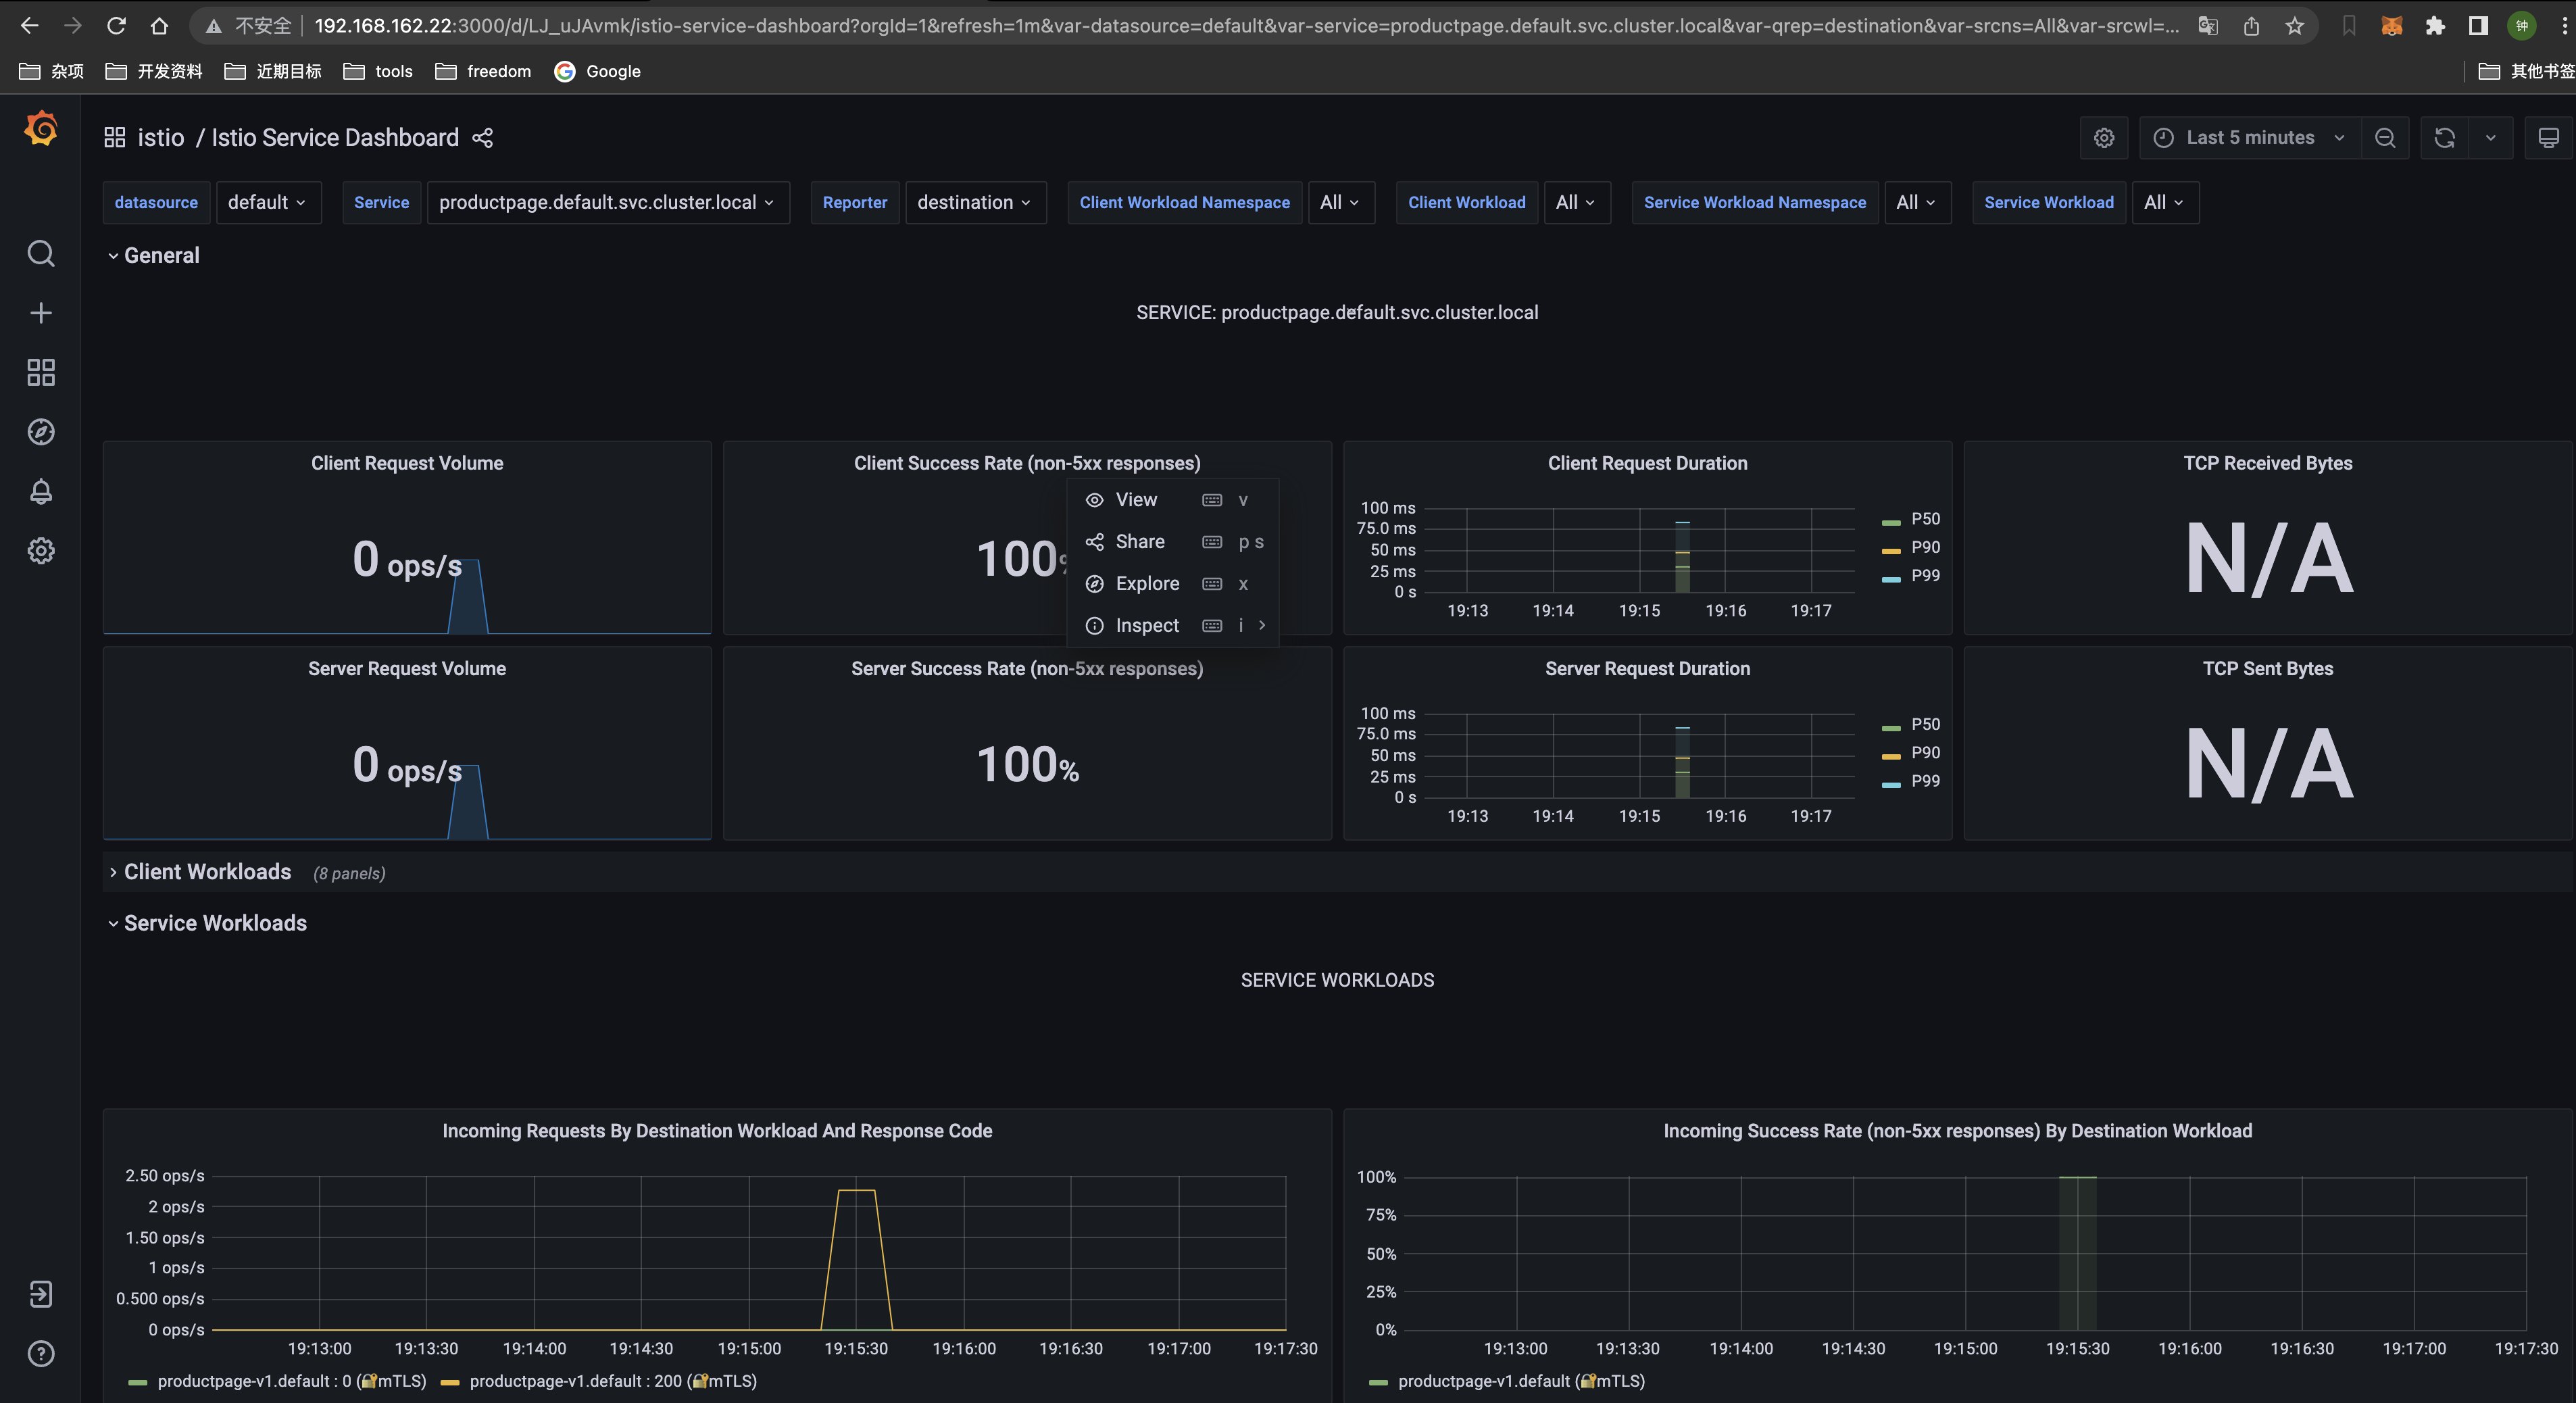 不安全 192.168.162.22:3000/d/LJ_uJAvmk/istio-service-dashboard?orgId=1&refresh=1m&var-datasource=default&var-service=productpage.default.svc.cluster.local&var-qrep=destination&var-srcns=All&var-srcwl=... 钟
杂项 开发资料 近期目标 tools freedom Google 其他书签
istio / Istio Service Dashboard Last 5 minutes
datasource default Service productpage.default.svc.cluster.local Reporter destination Client Workload Namespace All Client Workload All Service Workload Namespace All Service Workload All
General
SERVICE: productpage.default.svc.cluster.local
Client Request Volume
0 ops/s
Client Success Rate (non-5xx responses)
100%
View v
Share p s
Explore x
Inspect i
Client Request Duration
100 ms
75.0 ms
50 ms
25 ms
0 s
19:13 19:14 19:15 19:16 19:17
P50
P90
P99
TCP Received Bytes
N/A
Server Request Volume
0 ops/s
Server Success Rate (non-5xx responses)
100%
Server Request Duration
100 ms
75.0 ms
50 ms
25 ms
0 s
19:13 19:14 19:15 19:16 19:17
P50
P90
P99
TCP Sent Bytes
N/A
Client Workloads (8 panels)
Service Workloads
SERVICE WORKLOADS
Incoming Requests By Destination Workload And Response Code
2.50 ops/s
2 ops/s
1.50 ops/s
1 ops/s
0.500 ops/s
0 ops/s
19:13:00 19:13:30 19:14:00 19:14:30 19:15:00 19:15:30 19:16:00 19:16:30 19:17:00 19:17:30
productpage-v1.default : 0 (🔐mTLS) productpage-v1.default : 200 (🔐mTLS)
Incoming Success Rate (non-5xx responses) By Destination Workload
100%
75%
50%
25%
0%
19:13:00 19:13:30 19:14:00 19:14:30 19:15:00 19:15:30 19:16:00 19:16:30 19:17:00 19:17:30
productpage-v1.default (🔐mTLS)